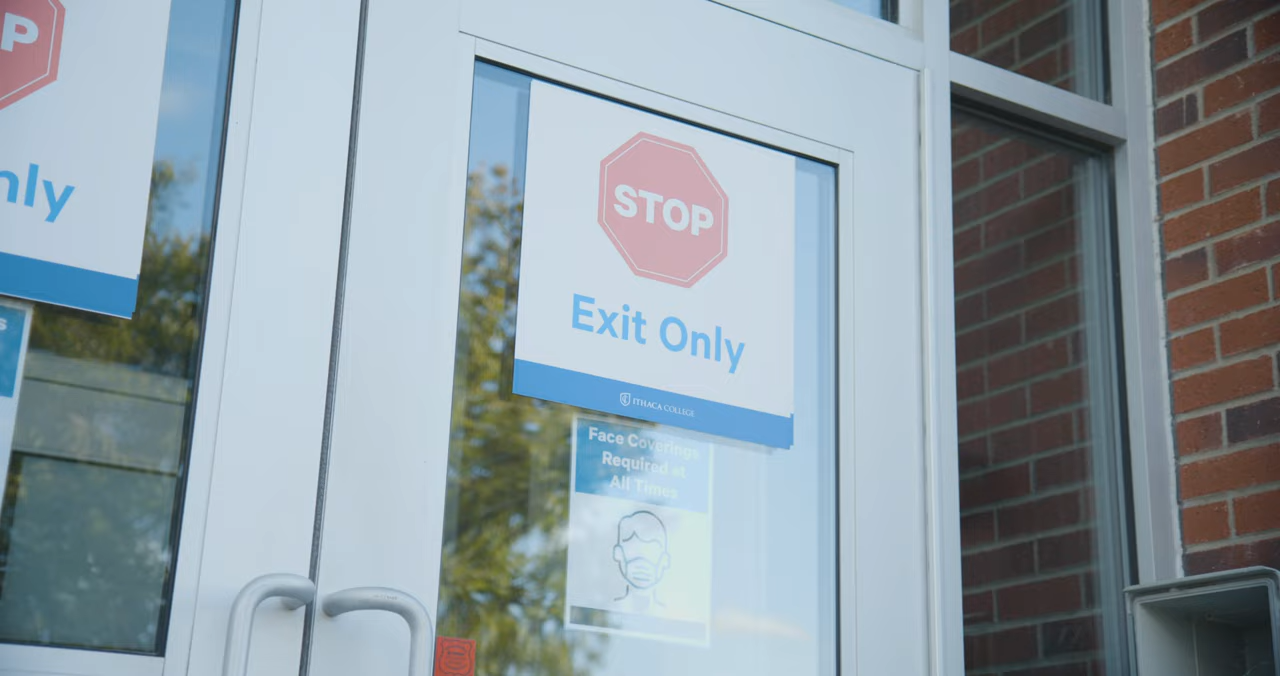 P
nly
s
STOP
Exit Only
ITHACA COLLEGE
Face Coverings
Required at
All Times